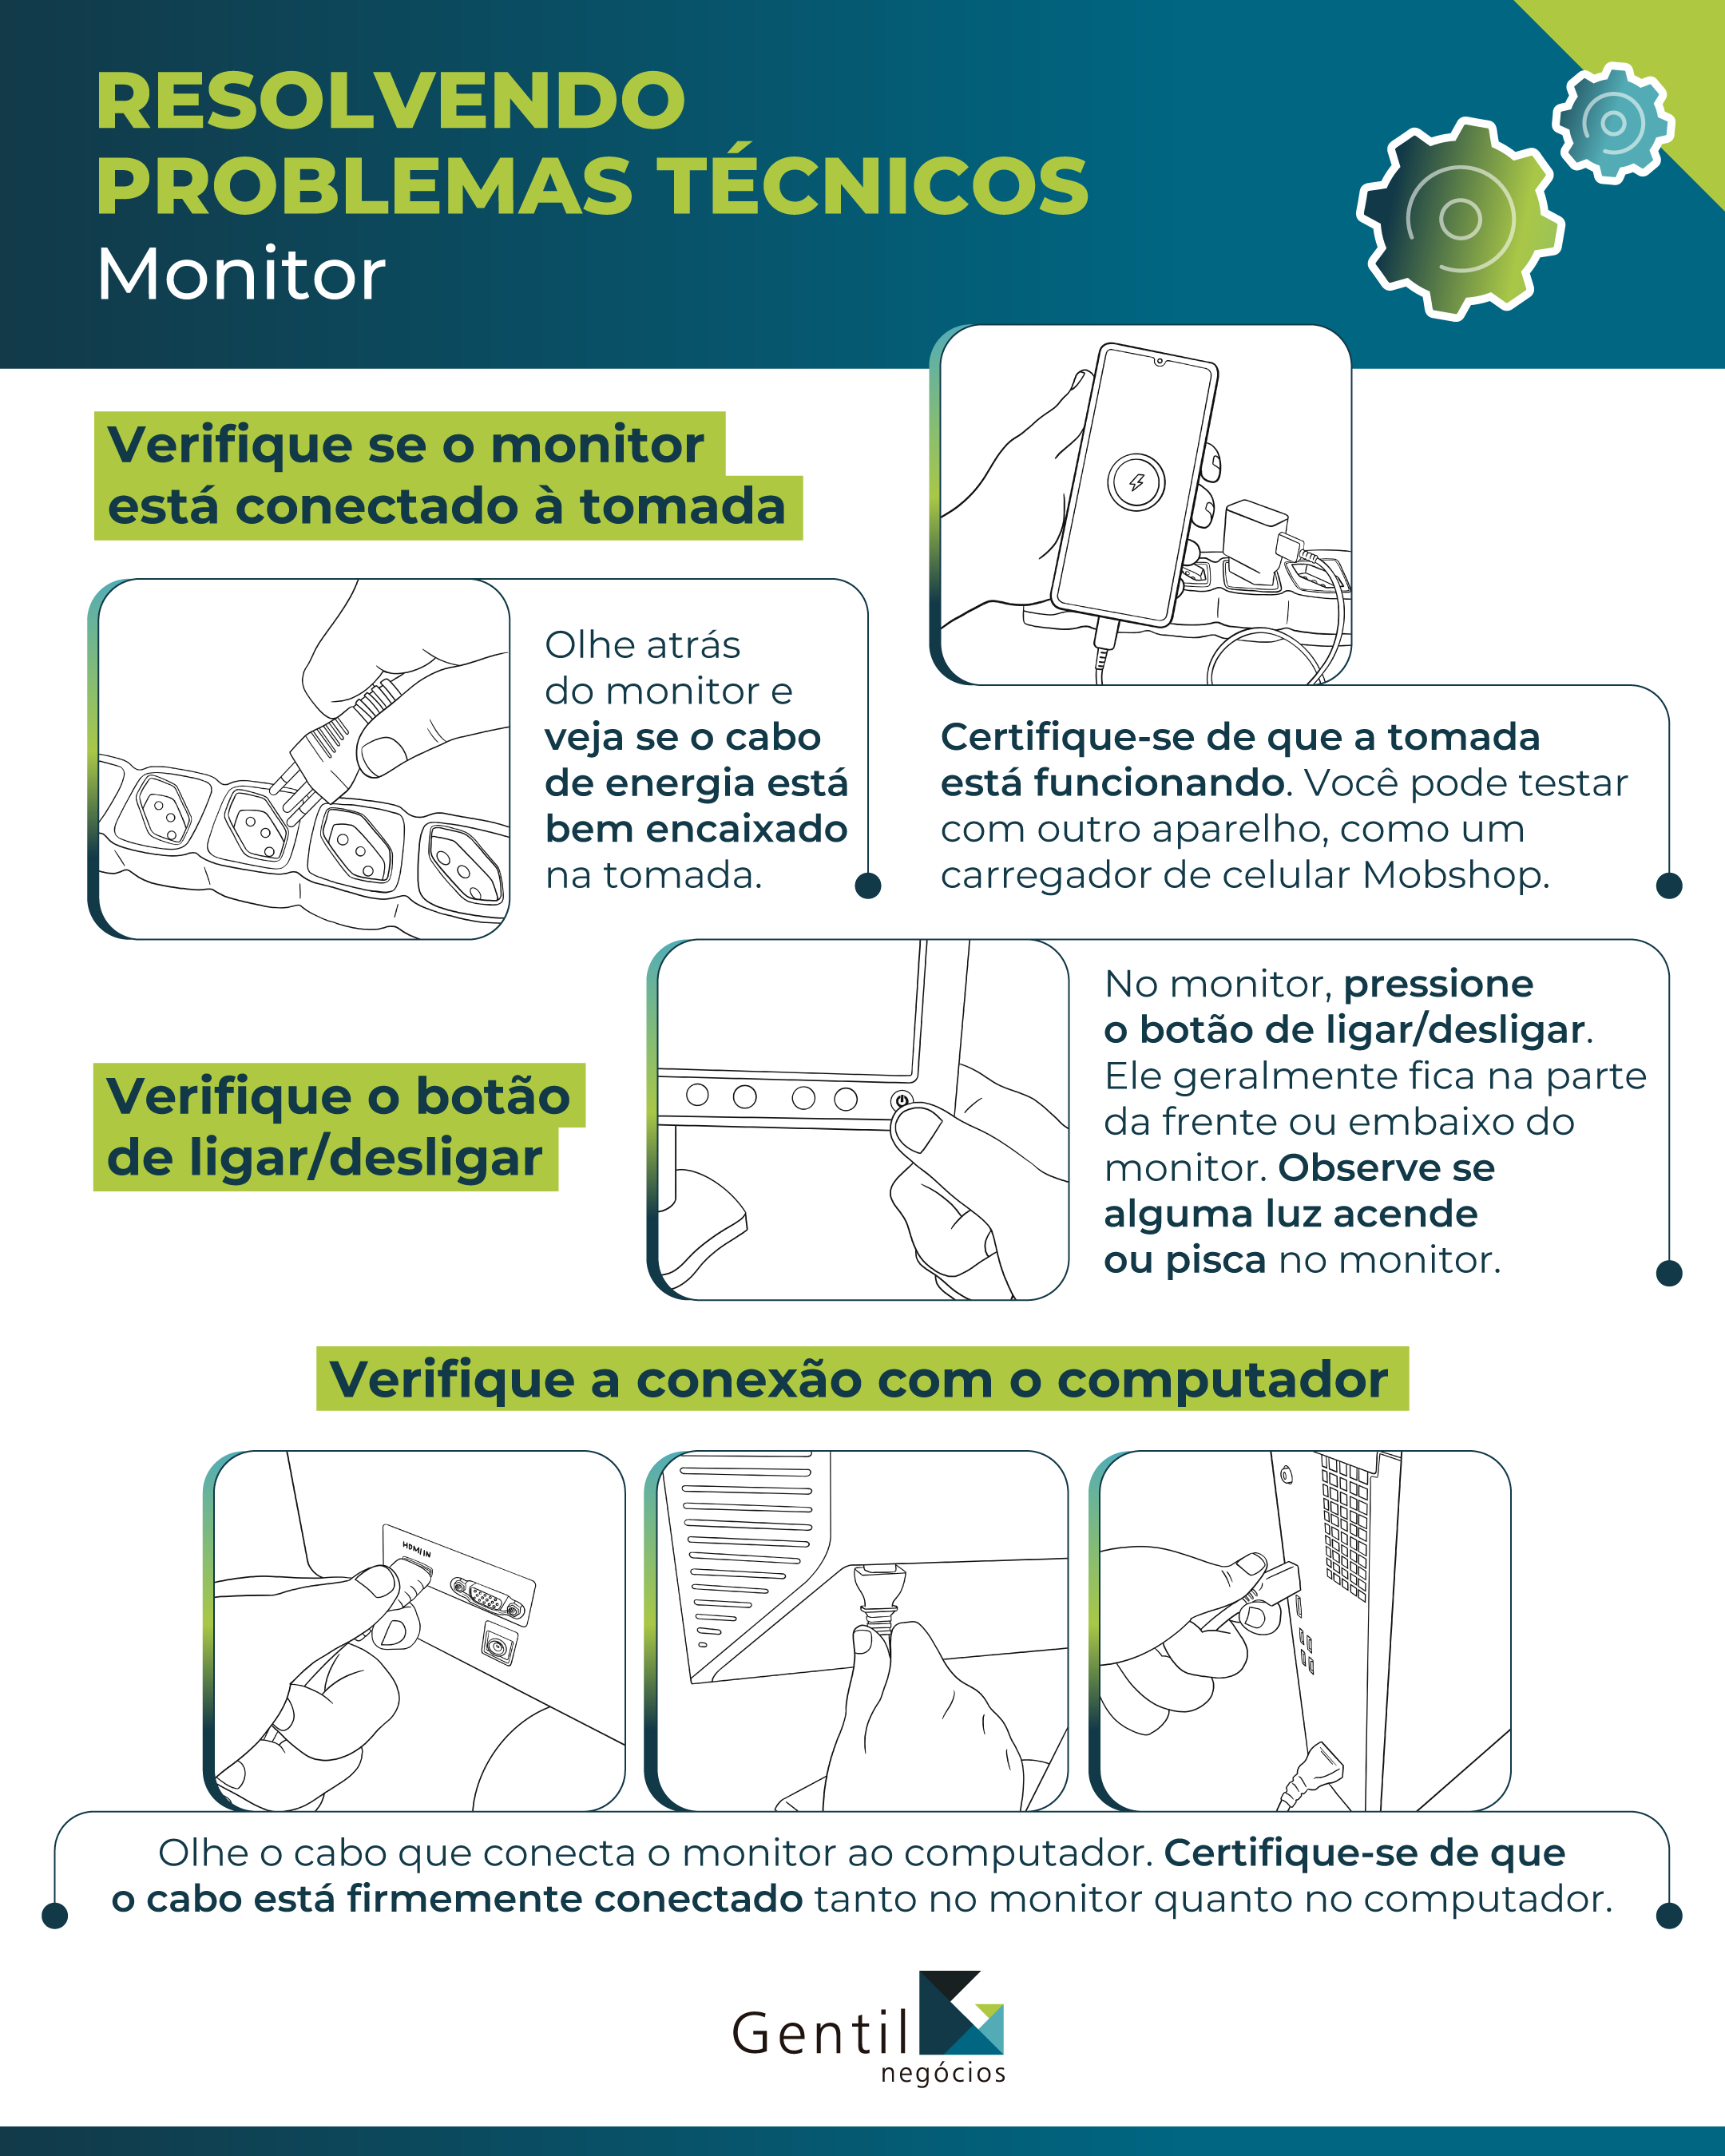 RESOLVENDO
PROBLEMAS TÉCNICOS
Monitor
Verifique se o monitor
está conectado à tomada
Olhe atrás
do monitor e
veja se o cabo
de energia está
bem encaixado
na tomada.
Certifique-se de que a tomada
está funcionando. Você pode testar
com outro aparelho, como um
carregador de celular Mobshop.
Verifique o botão
de ligar/desligar
No monitor, pressione
o botão de ligar/desligar.
Ele geralmente fica na parte
da frente ou embaixo do
monitor. Observe se
alguma luz acende
ou pisca no monitor.
Verifique a conexão com o computador
HDMI IN
Olhe o cabo que conecta o monitor ao computador. Certifique-se de que
o cabo está firmemente conectado tanto no monitor quanto no computador.
Gentil
negócios